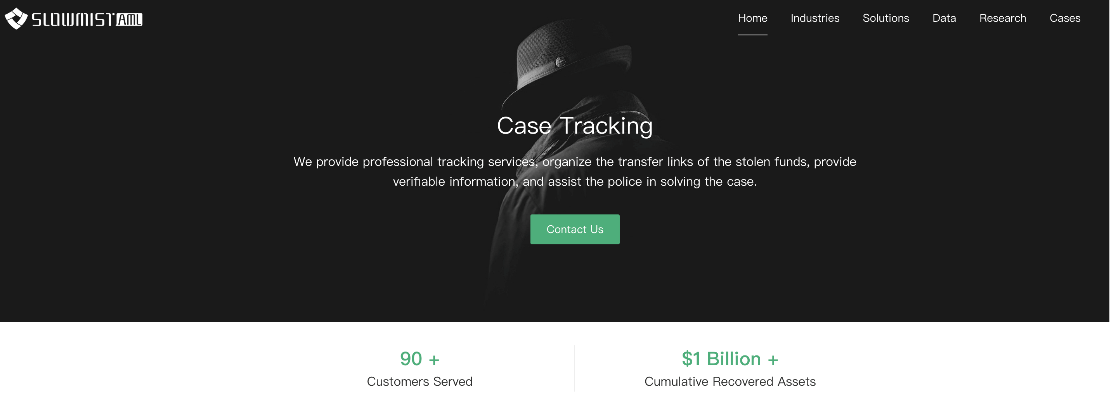 SLOWMIST AML
Home Industries Solutions Data Research Cases
Case Tracking
We provide professional tracking services, organize the transfer links of the stolen funds, provide
verifiable information, and assist the police in solving the case.
Contact Us
90 + $1 Billion +
Customers Served Cumulative Recovered Assets